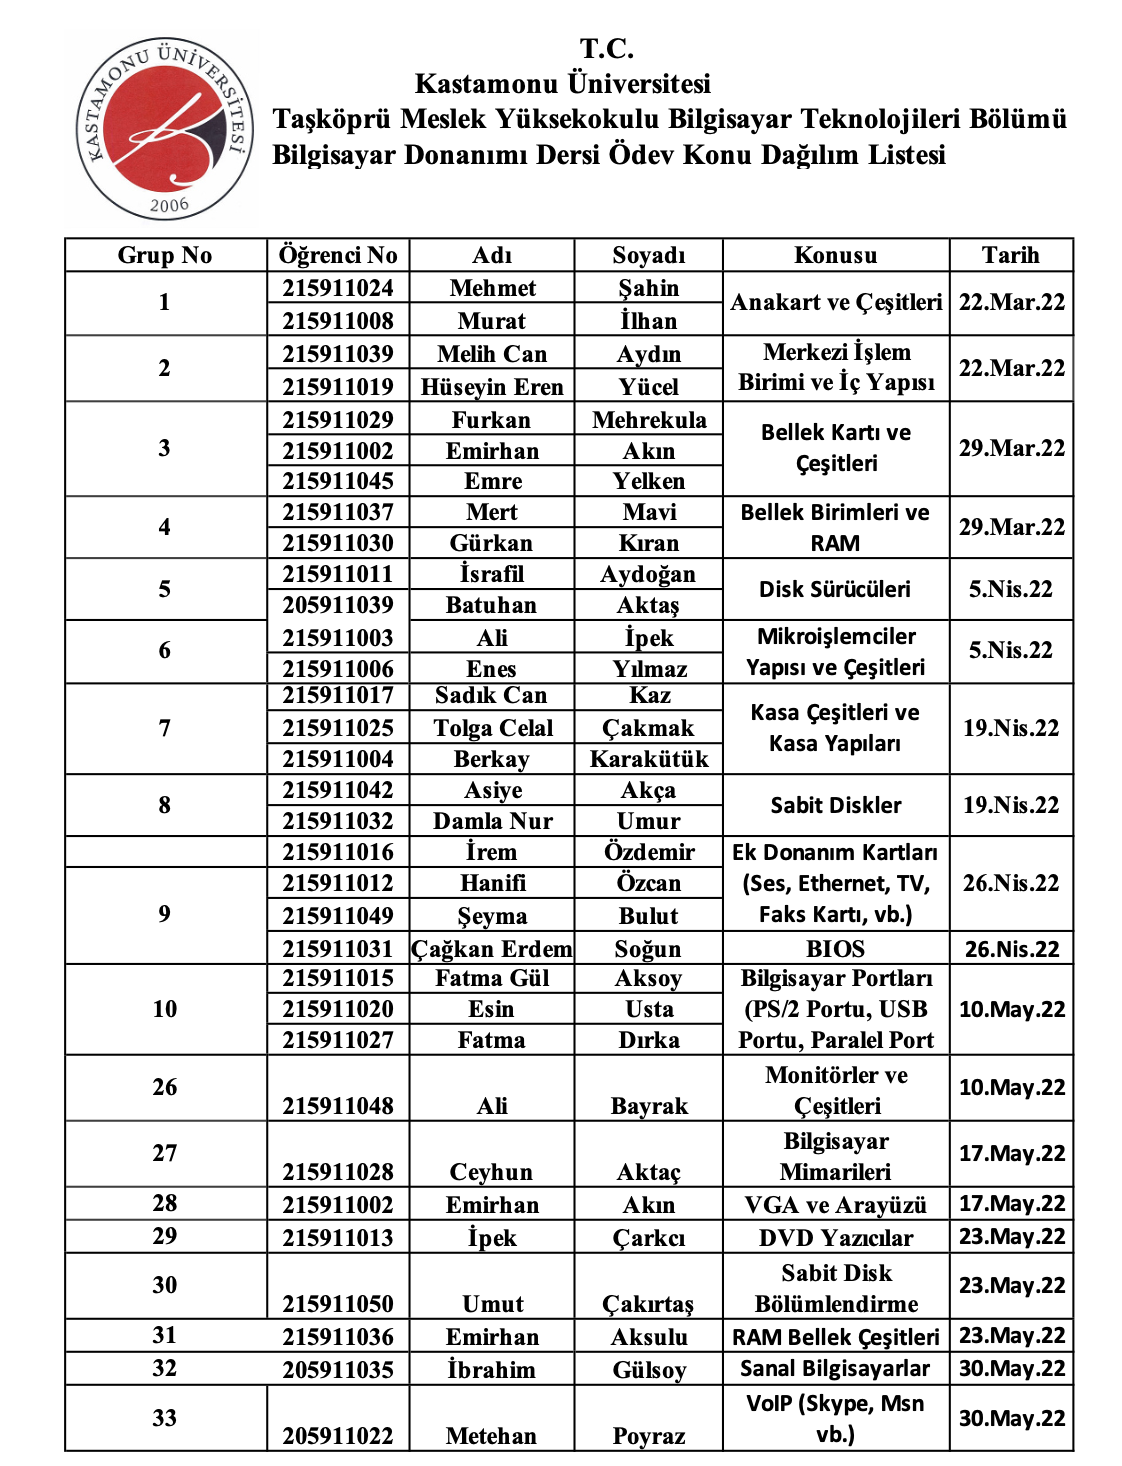 KASTAMONU ÜNİVERSİTESİ
2006
T.C.
Kastamonu Üniversitesi
Taşköprü Meslek Yüksekokulu Bilgisayar Teknolojileri Bölümü
Bilgisayar Donanımı Dersi Ödev Konu Dağılım Listesi
Grup No Öğrenci No Adı Soyadı Konusu Tarih
1 215911024 Mehmet Şahin Anakart ve Çeşitleri 22.Mar.22
215911008 Murat İlhan
2 215911039 Melih Can Aydın Merkezi İşlem 22.Mar.22
215911019 Hüseyin Eren Yücel Birimi ve İç Yapısı
215911029 Furkan Mehrekula Bellek Kartı ve
3 215911002 Emirhan Akın Çeşitleri 29.Mar.22
215911045 Emre Yelken
4 215911037 Mert Mavi Bellek Birimleri ve 29.Mar.22
215911030 Gürkan Kıran RAM
5 215911011 İsrafil Aydoğan Disk Sürücüleri 5.Nis.22
205911039 Batuhan Aktaş
6 215911003 Ali İpek Mikroişlemciler 5.Nis.22
215911006 Enes Yılmaz Yapısı ve Çeşitleri
215911017 Sadık Can Kaz Kasa Çeşitleri ve
7 215911025 Tolga Celal Çakmak Kasa Yapıları 19.Nis.22
215911004 Berkay Karakütük
8 215911042 Asiye Akça Sabit Diskler 19.Nis.22
215911032 Damla Nur Umur
215911016 İrem Özdemir Ek Donanım Kartları
215911012 Hanifi Özcan (Ses, Ethernet, TV, 26.Nis.22
9 215911049 Şeyma Bulut Faks Kartı, vb.)
215911031 Çağkan Erdem Soğun BIOS 26.Nis.22
215911015 Fatma Gül Aksoy Bilgisayar Portları
10 215911020 Esin Usta (PS/2 Portu, USB 10.May.22
215911027 Fatma Dırka Portu, Paralel Port
26 Monitörler ve 10.May.22
215911048 Ali Bayrak Çeşitleri
27 Bilgisayar 17.May.22
215911028 Ceyhun Aktaç Mimarileri
28 215911002 Emirhan Akın VGA ve Arayüzü 17.May.22
29 215911013 İpek Çarkcı DVD Yazıcılar 23.May.22
30 Sabit Disk 23.May.22
215911050 Umut Çakırtaş Bölümlendirme
31 215911036 Emirhan Aksulu RAM Bellek Çeşitleri 23.May.22
32 205911035 İbrahim Gülsoy Sanal Bilgisayarlar 30.May.22
33 VoIP (Skype, Msn 30.May.22
205911022 Metehan Poyraz vb.)